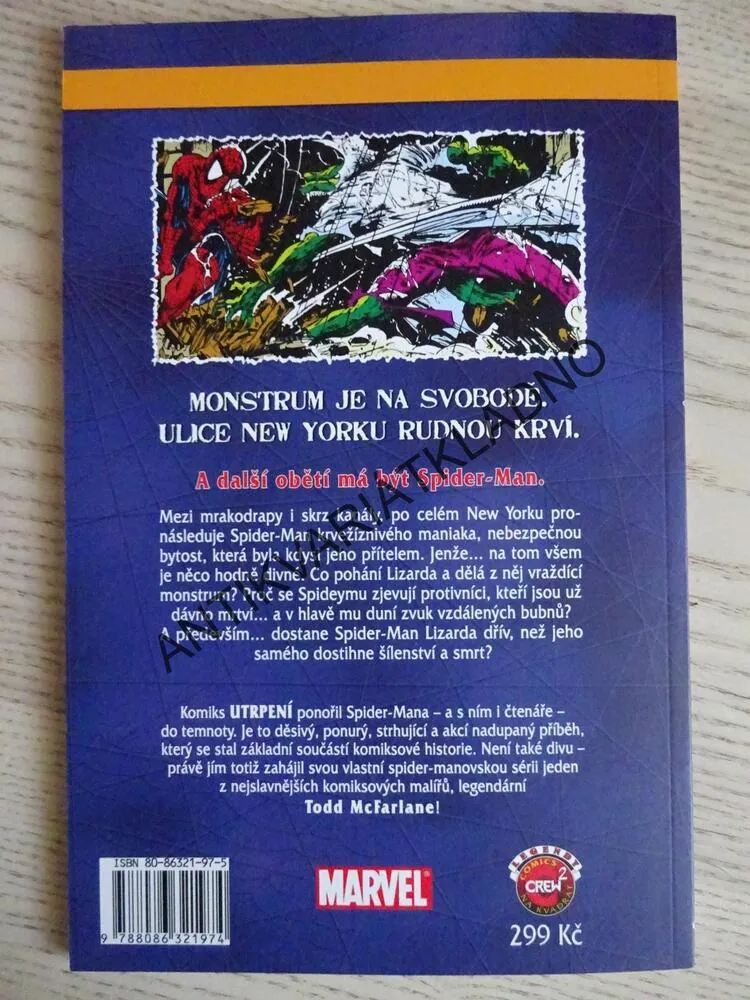 MONSTRUM JE NA SVOBODĚ.
ULICE NEW YORKU RUDNOU KRVÍ.
A další obětí má být Spider-Man.
Mezi mrakodrapy i skrz kanály, po celém New Yorku pro-
následuje Spider-Man krvežíznivého maniaka, nebezpečnou
bytost, která byla kdysi jeho přítelem. Jenže... na tom všem
je něco hodně divné. Co pohání Lizarda a dělá z něj vraždící
monstrum? Proč se Spideymu zjevují protivníci, kteří jsou už
dávno mrtví... a v hlavě mu duní zvuk vzdálených bubnů?
A především... dostane Spider-Man Lizarda dřív, než jeho
samého dostihne šílenství a smrt?
Komiks UTRPENÍ ponořil Spider-Mana – a s ním i čtenáře –
do temnoty. Je to děsivý, ponurý, strhující a akcí nadupaný příběh,
který se stal základní součástí komiksové historie. Není také divu –
právě jím totiž zahájil svou vlastní spider-manovskou sérii jeden
z nejslavnějších komiksových malířů, legendární
Todd McFarlane!
ISBN 80-86321-97-5
9 788086 321974
MARVEL
LEGENDY
COMICS
CREW2
NA KVADRÁT
299 Kč
ANTIKVARIATKLADNO